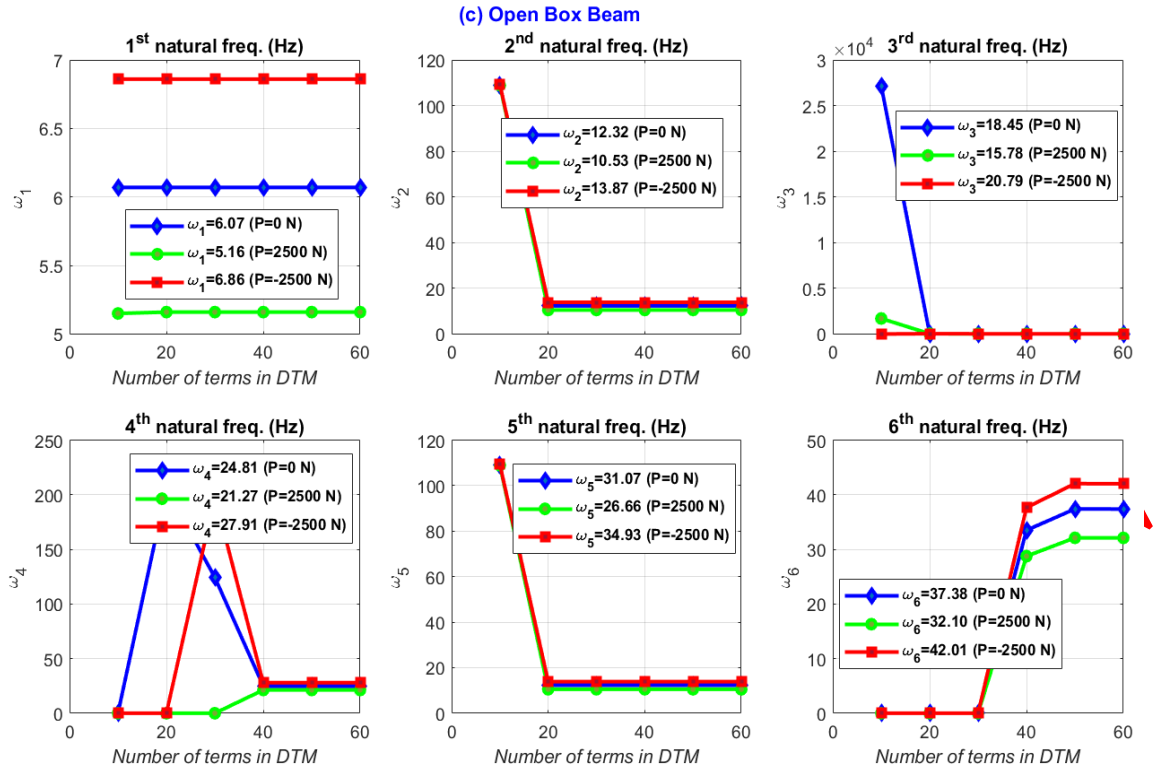 (c) Open Box Beam
1st natural freq. (Hz)
7
6.5
6
5.5
5
0
20
40
60
ω1
ω1=6.07 (P=0 N)
ω1=5.16 (P=2500 N)
ω1=6.86 (P=-2500 N)
Number of terms in DTM
2nd natural freq. (Hz)
120
100
80
60
40
20
0
0
20
40
60
ω2
ω2=12.32 (P=0 N)
ω2=10.53 (P=2500 N)
ω2=13.87 (P=-2500 N)
Number of terms in DTM
3rd natural freq. (Hz)
×10^4
3
2.5
2
1.5
1
0.5
0
0
20
40
60
ω3
ω3=18.45 (P=0 N)
ω3=15.78 (P=2500 N)
ω3=20.79 (P=-2500 N)
Number of terms in DTM
4th natural freq. (Hz)
250
200
150
100
50
0
0
20
40
60
ω4
ω4=24.81 (P=0 N)
ω4=21.27 (P=2500 N)
ω4=27.91 (P=-2500 N)
Number of terms in DTM
5th natural freq. (Hz)
120
100
80
60
40
20
0
0
20
40
60
ω5
ω5=31.07 (P=0 N)
ω5=26.66 (P=2500 N)
ω5=34.93 (P=-2500 N)
Number of terms in DTM
6th natural freq. (Hz)
50
40
30
20
10
0
0
20
40
60
ω6
ω6=37.38 (P=0 N)
ω6=32.10 (P=2500 N)
ω6=42.01 (P=-2500 N)
Number of terms in DTM